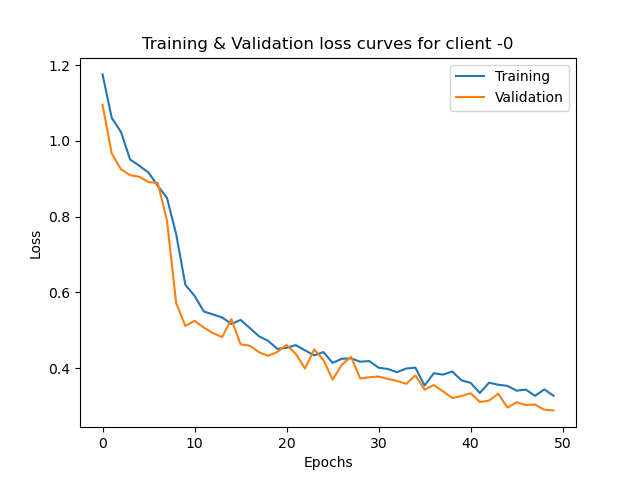 Training & Validation loss curves for client -0
Training
Validation
Loss
1.2
1.0
0.8
0.6
0.4
0 10 20 30 40 50
Epochs